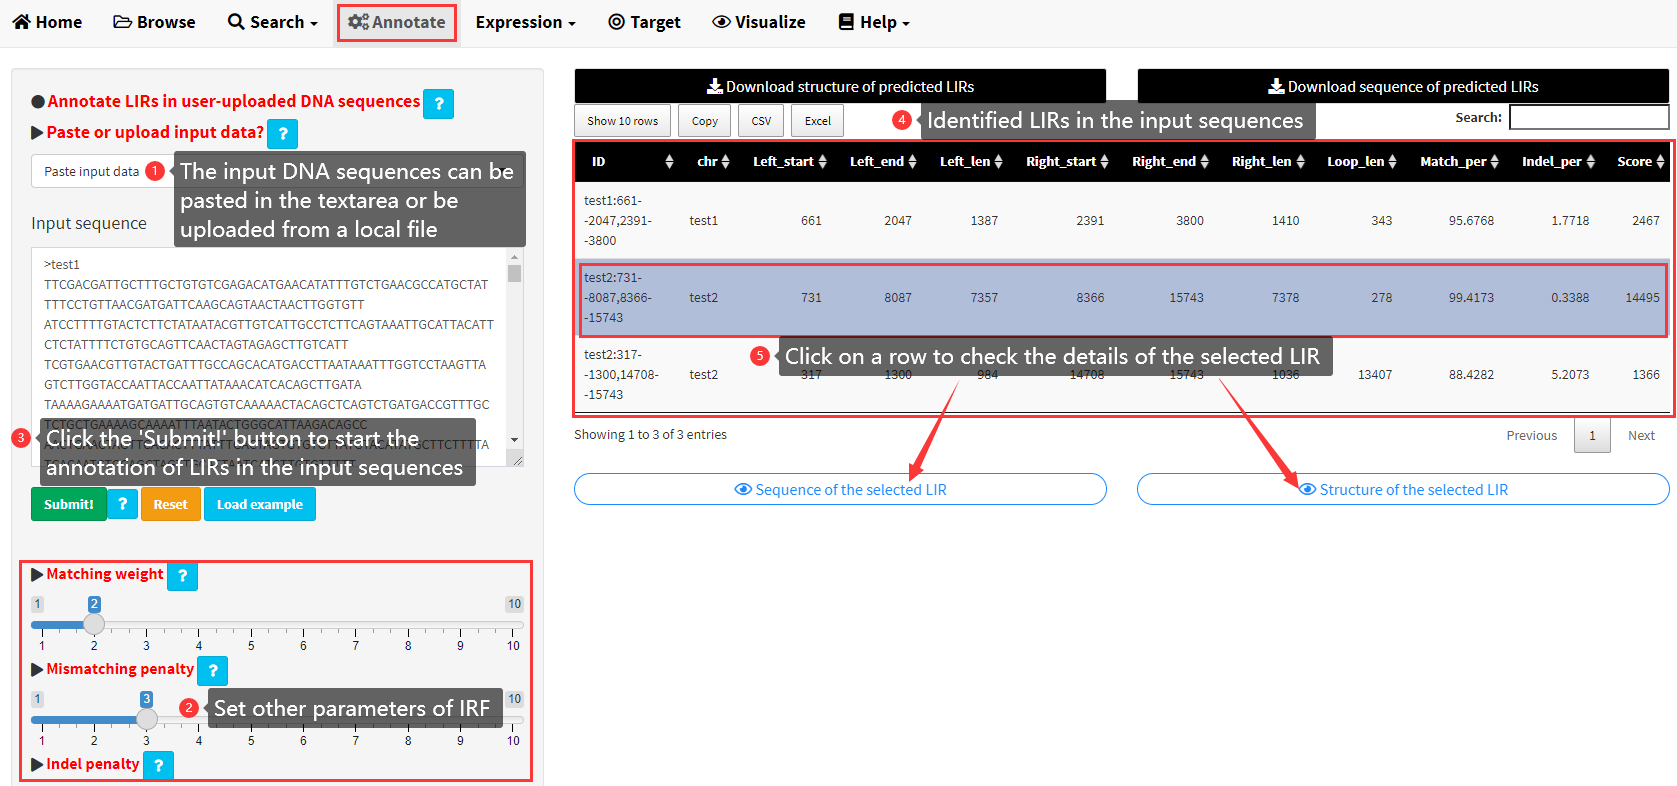 Home Browse Search Annotate Expression Target Visualize Help
Annotate LIRs in user-uploaded DNA sequences ?
Paste or upload input data? ?
Paste input data
1
The input DNA sequences can be
pasted in the textarea or be
uploaded from a local file
Input sequence
>test1
TTCGACGATTGCTTTGCTGTGTCGAGACATGAACATATTTGTCTGAACGCCATGCTAT
TTTCCTGTTAACGATGATTCAAGCAGTAACTAACTTGGTGTT
ATCCTTTTGTACTCTTCTATAATACGTTGTCATTGCCTCTTCAGTAAATTGCATTACATT
CTCTATTTTCTGTGCAGTTCAACTAGTAGAGCTTGTCATT
TCGTGAACGTTGTACTGATTTGCCAGCACATGACCTTAATAAATTTGGTCCTAAGTTA
GTCTTGGTACCAATTACCAATTATAAACATCACAGCTTGATA
TAAAAGAAAATGATGATTGCAGTGTCAAAAACTACAGCTCAGTCTGATGACCGTTTGC
TCTGCTGAAAAGCAAAATTTAATACTGGGCATTAAGACAGCC
3
Click the 'Submit!' button to start the
annotation of LIRs in the input sequences
Submit! ? Reset Load example
Matching weight ?
1 2 10
1 2 3 4 5 6 7 8 9 10
Mismatching penalty ?
1 3 10
2
Set other parameters of IRF
1 2 3 4 5 6 7 8 9 10
Indel penalty ?
Download structure of predicted LIRs
Download sequence of predicted LIRs
Show 10 rows Copy CSV Excel
4
Identified LIRs in the input sequences
Search:
ID chr Left_start Left_end Left_len Right_start Right_end Right_len Loop_len Match_per Indel_per Score
test1:661-
-2047,2391-
-3800
test1 661 2047 1387 2391 3800 1410 343 95.6768 1.7718 2467
test2:731-
-8087,8366-
-15743
test2 731 8087 7357 8366 15743 7378 278 99.4173 0.3388 14495
5
Click on a row to check the details of the selected LIR
test2:317-
-1300,14708-
-15743
test2 317 1300 984 14708 15743 1036 13407 88.4282 5.2073 1366
Showing 1 to 3 of 3 entries
Previous 1 Next
Sequence of the selected LIR
Structure of the selected LIR